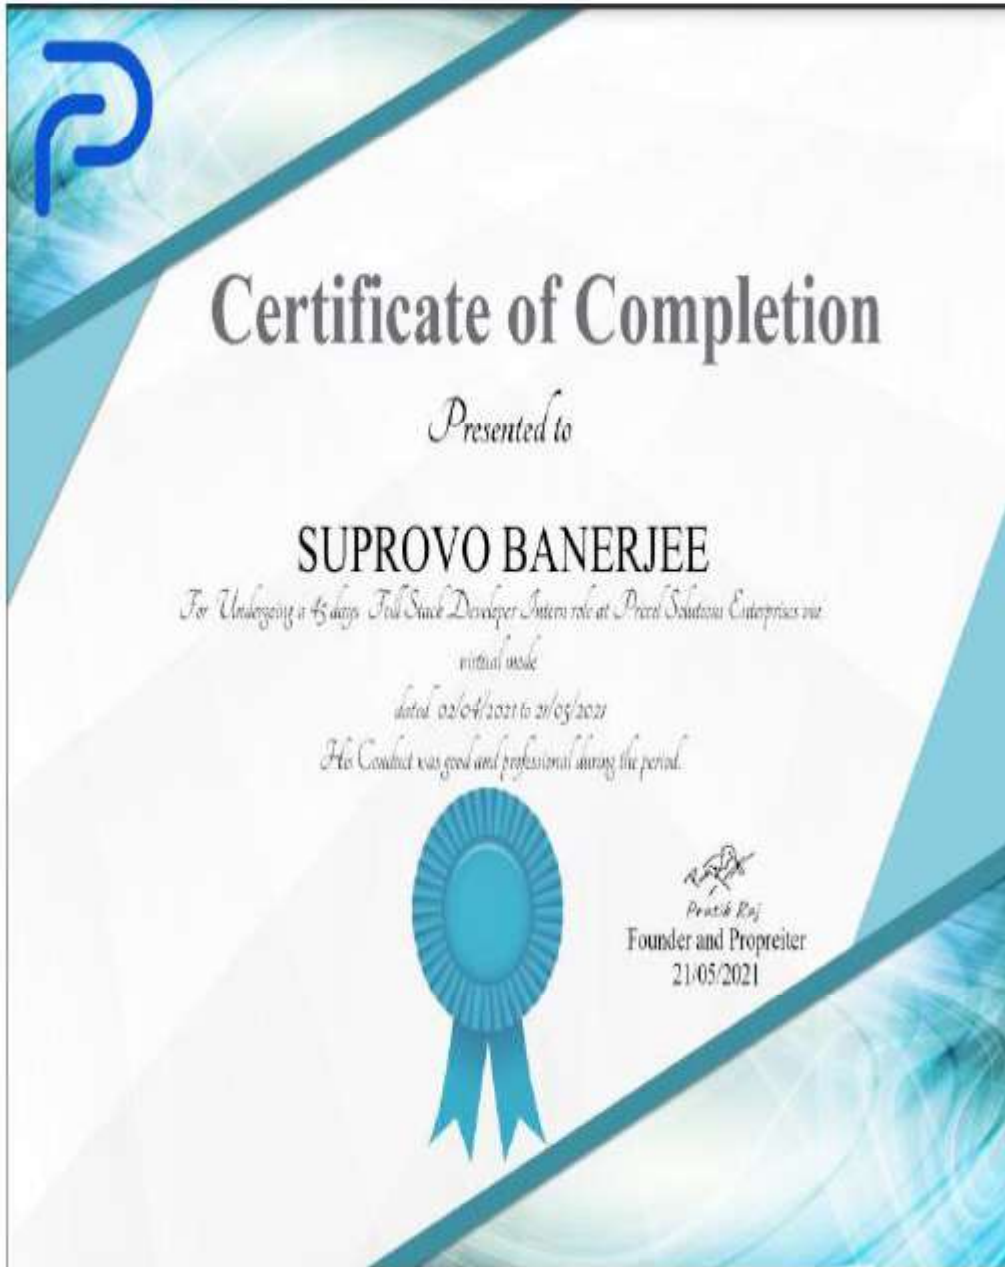 Certificate of Completion
Presented to
SUPROVO BANERJEE
For Undergoing a 45 days Full Stack Developer Intern role at Solutions Enterprises via
virtual mode
dated 02/04/2021 to 21/05/2021
His Conduct was good and professional during the period.
Pratik Raj
Founder and Propreiter
21/05/2021